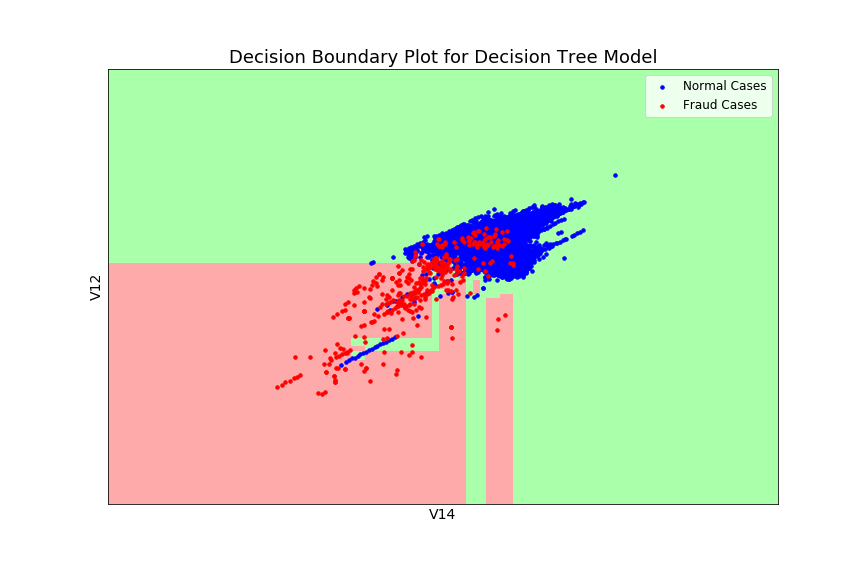 Decision Boundary Plot for Decision Tree Model
Normal Cases
Fraud Cases
V12
V14